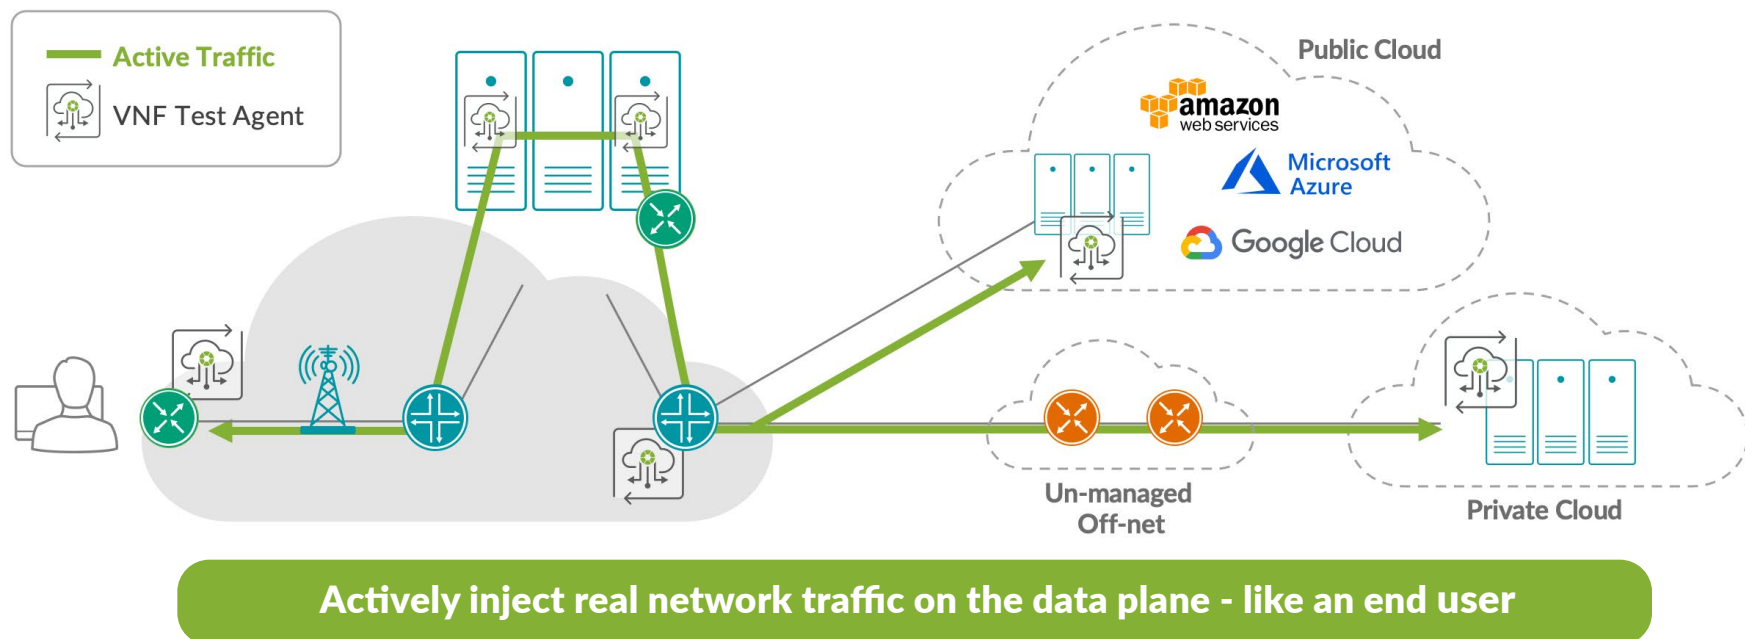 Active Traffic
VNF Test Agent
Public Cloud
amazon
web services
Microsoft
Azure
Google Cloud
Un-managed
Off-net
Private Cloud
Actively inject real network traffic on the data plane - like an end user